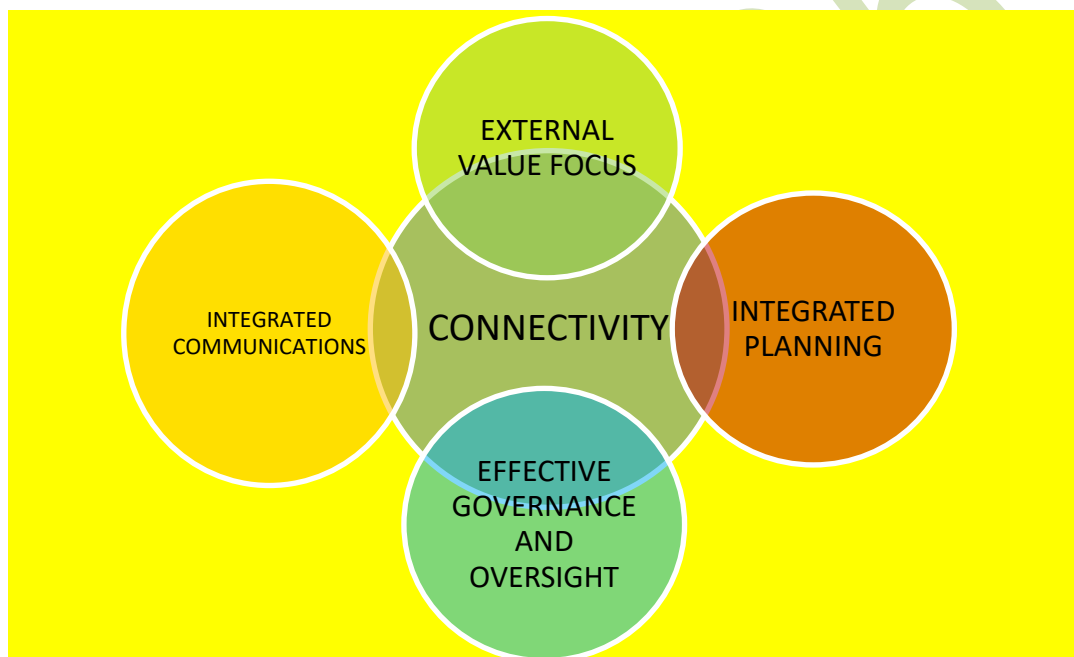 EXTERNAL
VALUE FOCUS
INTEGRATED
COMMUNICATIONS
CONNECTIVITY
INTEGRATED
PLANNING
EFFECTIVE
GOVERNANCE
AND
OVERSIGHT